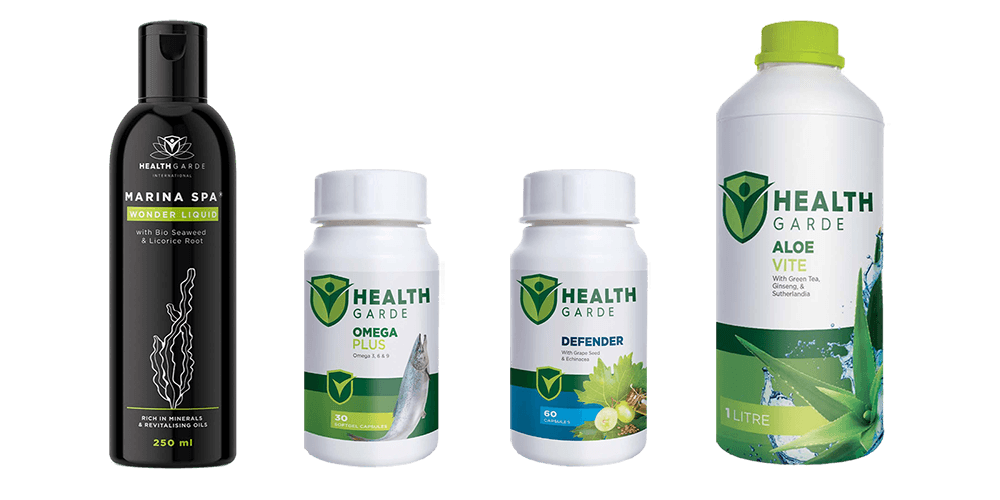 HEALTHGARDE
INTERNATIONAL
MARINA SPA
WONDER LIQUID
with Bio Seaweed
& Licorice Root
RICH IN MINERALS
& REVITALISING OILS
250 ml
HEALTH
GARDE
OMEGA
PLUS
Omega 3, 6 & 9
30
SOFTGEL CAPSULES
HEALTH
GARDE
DEFENDER
With Grape Seed
& Echinacea
60
CAPSULES
HEALTH
GARDE
ALOE
VITE
With Green Tea,
Ginseng, &
Sutherlandia
1 LITRE